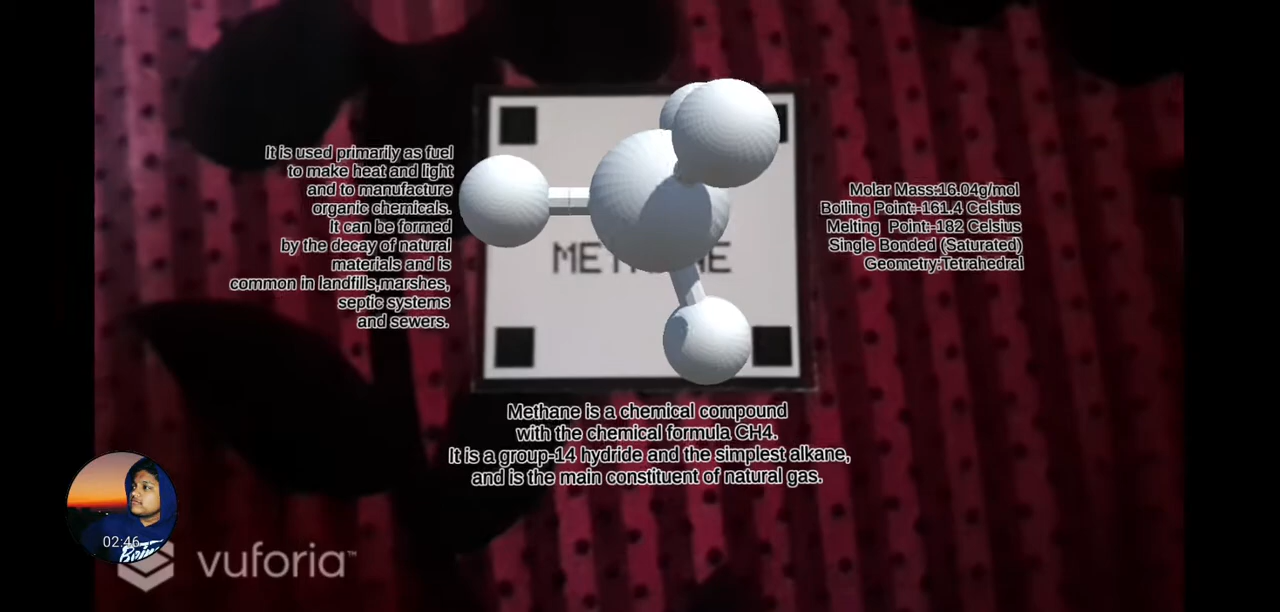 It is used primarily as fuel
to make heat and light
and to manufacture
organic chemicals.
It can be formed
by the decay of natural
materials and is
common in landfills,marshes,
septic systems
and sewers.
Molar Mass:16.04g/mol
Boiling Point:-161.4 Celsius
Melting  Point:-182 Celsius
Single Bonded (Saturated)
Geometry:Tetrahedral
Methane is a chemical compound
with the chemical formula CH4.
It is a group-14 hydride and the simplest alkane,
and is the main constituent of natural gas.
02:46
vuforia™